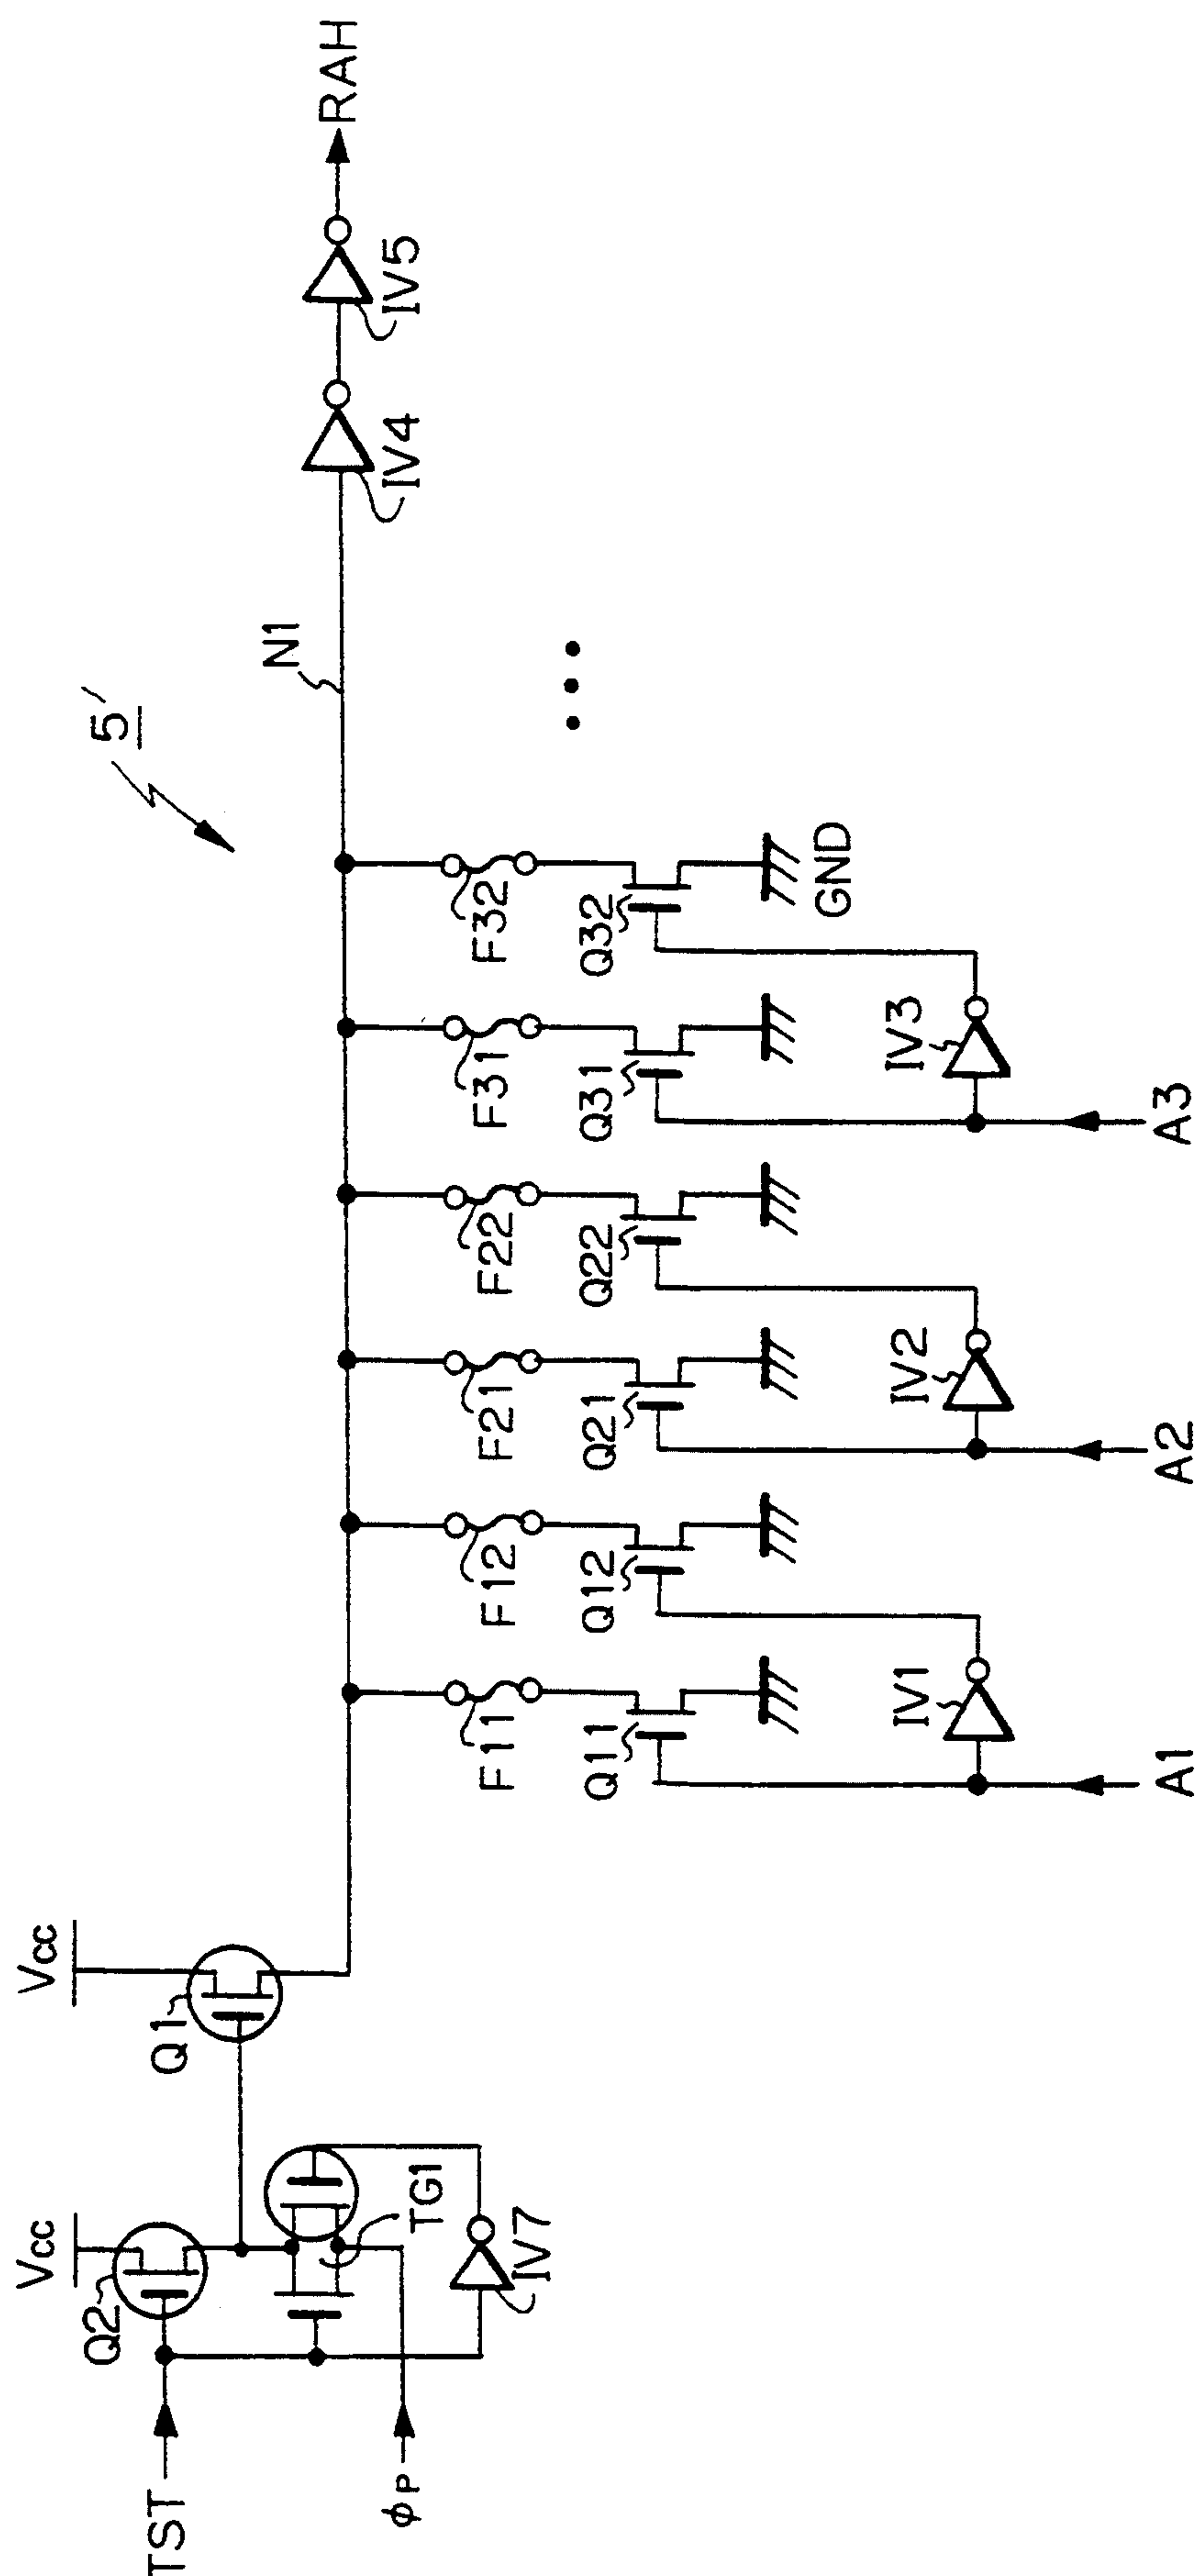 5'
Vcc
Vcc
Q2
Q1
TST
φP
TG1
IV7
N1
IV4
IV5
RAH
F11
F12
F21
F22
F31
F32
Q11
Q12
Q21
Q22
Q31
Q32
GND
IV1
IV2
IV3
A1
A2
A3